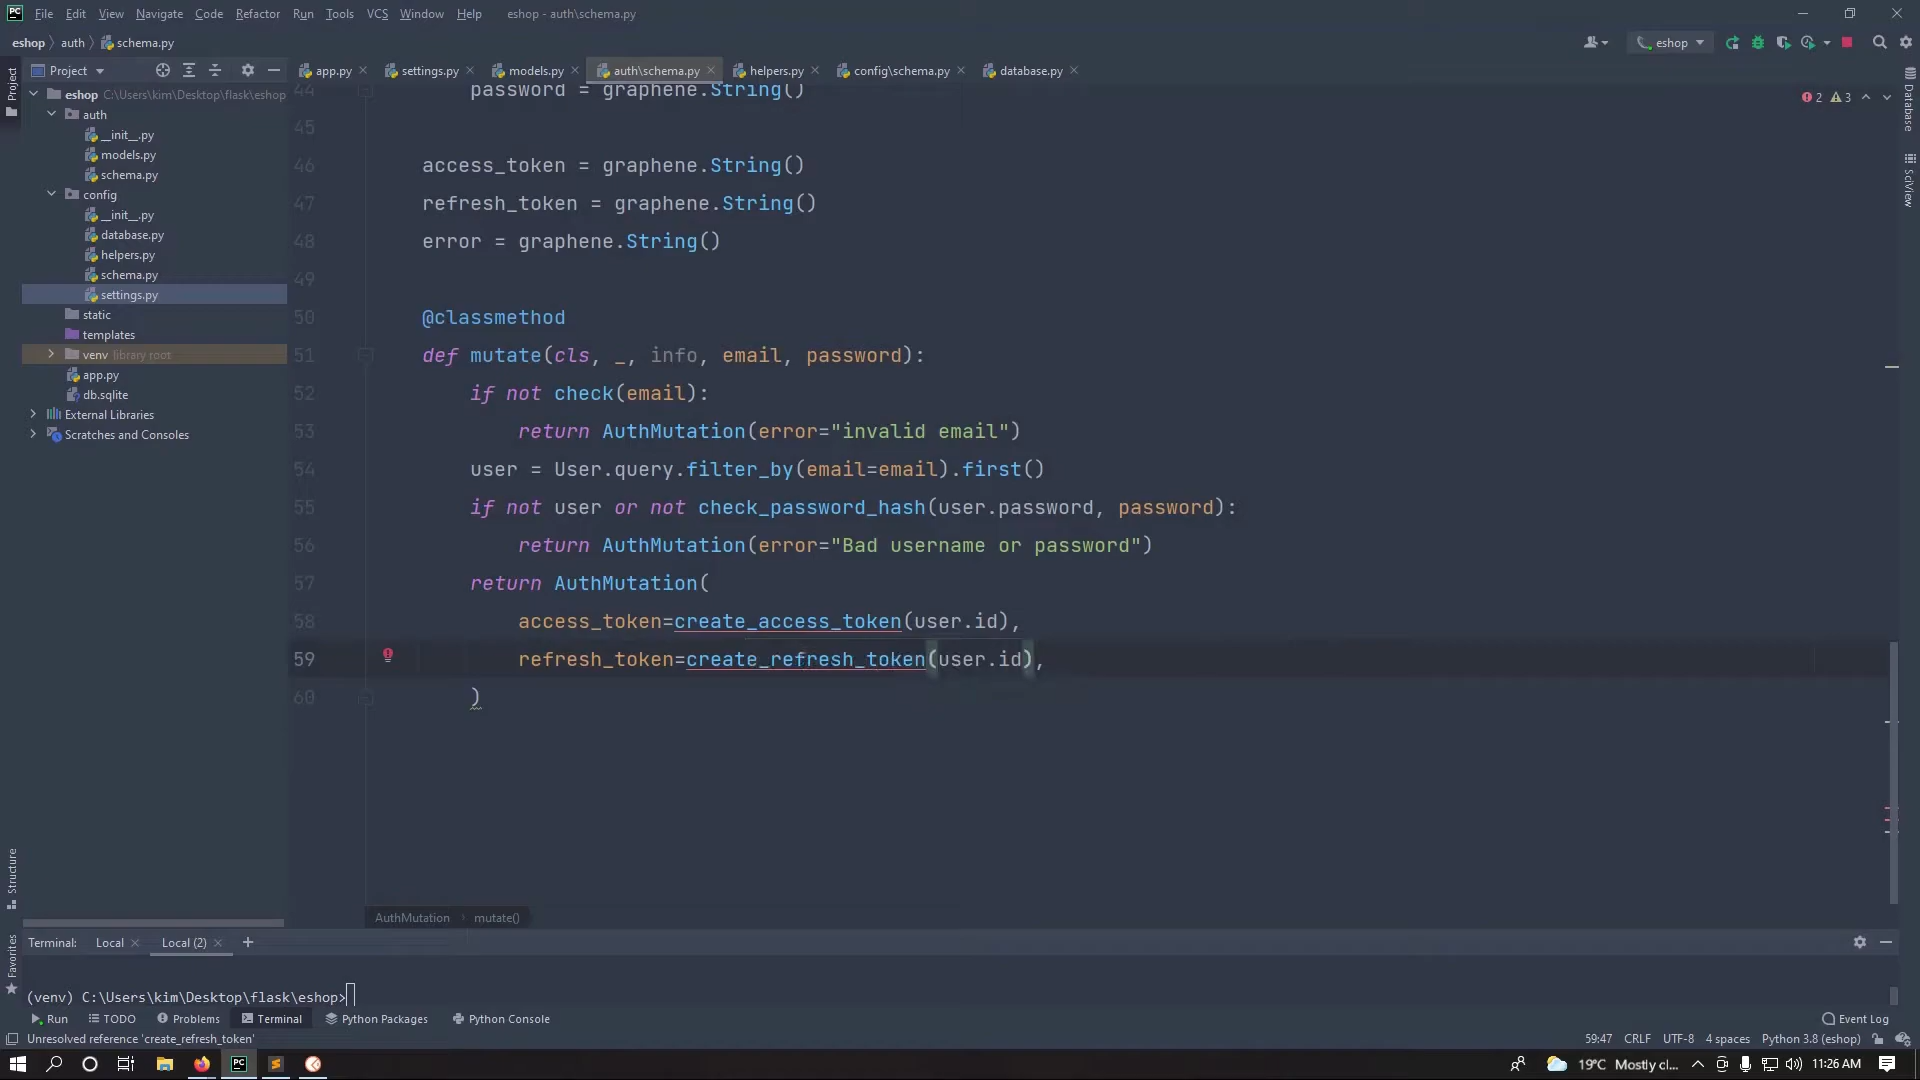 PC File Edit View Navigate Code Refactor Run Tools VCS Window Help eshop - auth\schema.py
eshop auth schema.py eshop
Project
app.py settings.py models.py auth\schema.py helpers.py config\schema.py database.py
Project
Database
SciView
Structure
Favorites
eshop C:\Users\kim\Desktop\flask\eshop
auth
__init__.py
models.py
schema.py
config
__init__.py
database.py
helpers.py
schema.py
settings.py
static
templates
venv library root
app.py
db.sqlite
External Libraries
Scratches and Consoles
2 3
44 password = graphene.String()
45
46 access_token = graphene.String()
47 refresh_token = graphene.String()
48 error = graphene.String()
49
50 @classmethod
51 def mutate(cls, _, info, email, password):
52 if not check(email):
53 return AuthMutation(error="invalid email")
54 user = User.query.filter_by(email=email).first()
55 if not user or not check_password_hash(user.password, password):
56 return AuthMutation(error="Bad username or password")
57 return AuthMutation(
58 access_token=create_access_token(user.id),
59 refresh_token=create_refresh_token(user.id),
60 )
AuthMutation mutate()
Terminal: Local Local (2) +
(venv) C:\Users\kim\Desktop\flask\eshop>
Run TODO Problems Terminal Python Packages Python Console Event Log
Unresolved reference 'create_refresh_token' 59:47 CRLF UTF-8 4 spaces Python 3.8 (eshop)
PC 19°C Mostly cl... 11:26 AM